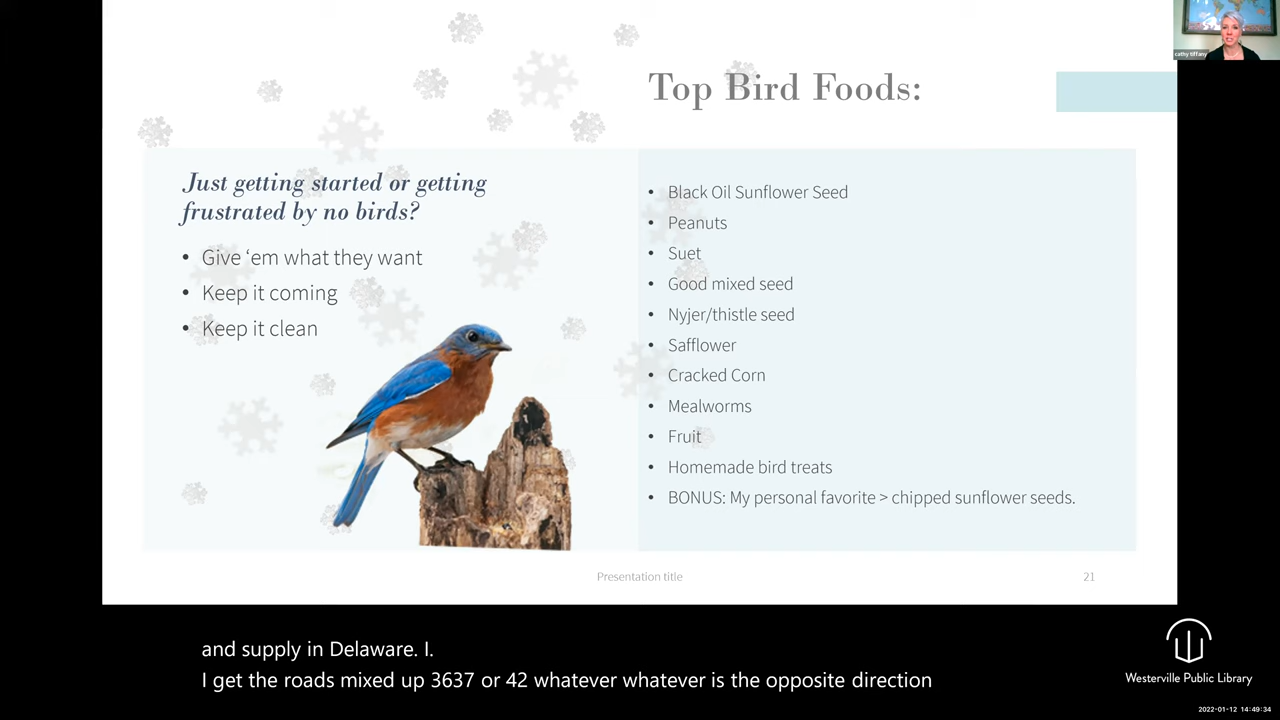 cathy tiffany
Top Bird Foods:
Just getting started or getting
frustrated by no birds?
• Give ‘em what they want
• Keep it coming
• Keep it clean
• Black Oil Sunflower Seed
• Peanuts
• Suet
• Good mixed seed
• Nyjer/thistle seed
• Safflower
• Cracked Corn
• Mealworms
• Fruit
• Homemade bird treats
• BONUS: My personal favorite > chipped sunflower seeds.
Presentation title
21
and supply in Delaware. I.
I get the roads mixed up 3637 or 42 whatever whatever is the opposite direction
Westerville Public Library
2022-01-12 14:49:34